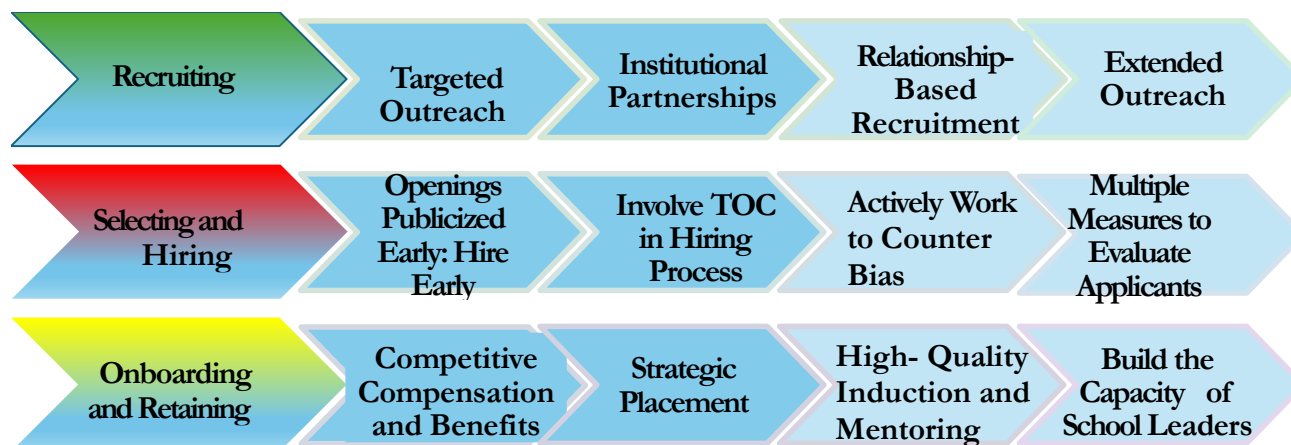 Recruiting
Targeted
Outreach
Institutional
Partnerships
Relationship-
Based
Recruitment
Extended
Outreach
Selecting and
Hiring
Openings
Publicized
Early: Hire
Early
Involve TOC
in Hiring
Process
Actively Work
to Counter
Bias
Multiple
Measures to
Evaluate
Applicants
Onboarding
and Retaining
Competitive
Compensation
and Benefits
Strategic
Placement
High- Quality
Induction and
Mentoring
Build the
Capacity of
School Leaders